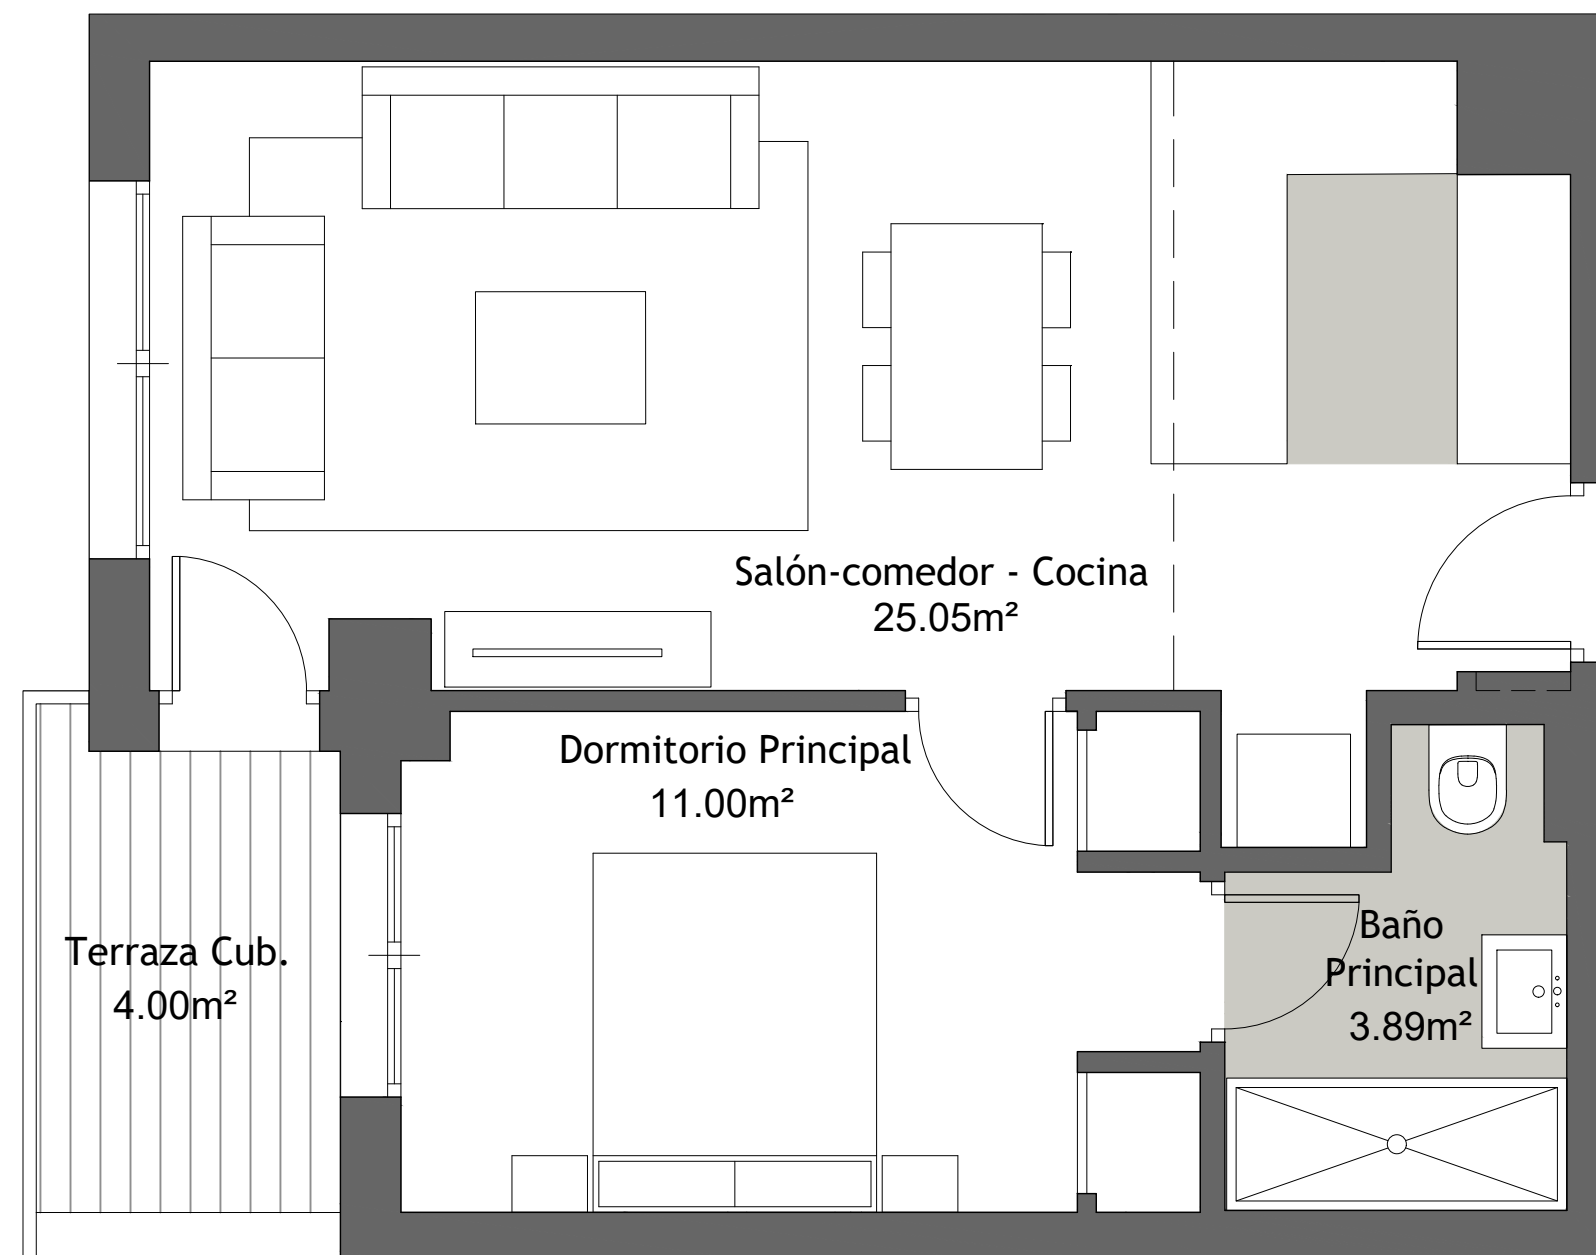 Salón-comedor - Cocina
25.05m²
Dormitorio Principal
11.00m²
Terraza Cub.
4.00m²
Baño
Principal
3.89m²